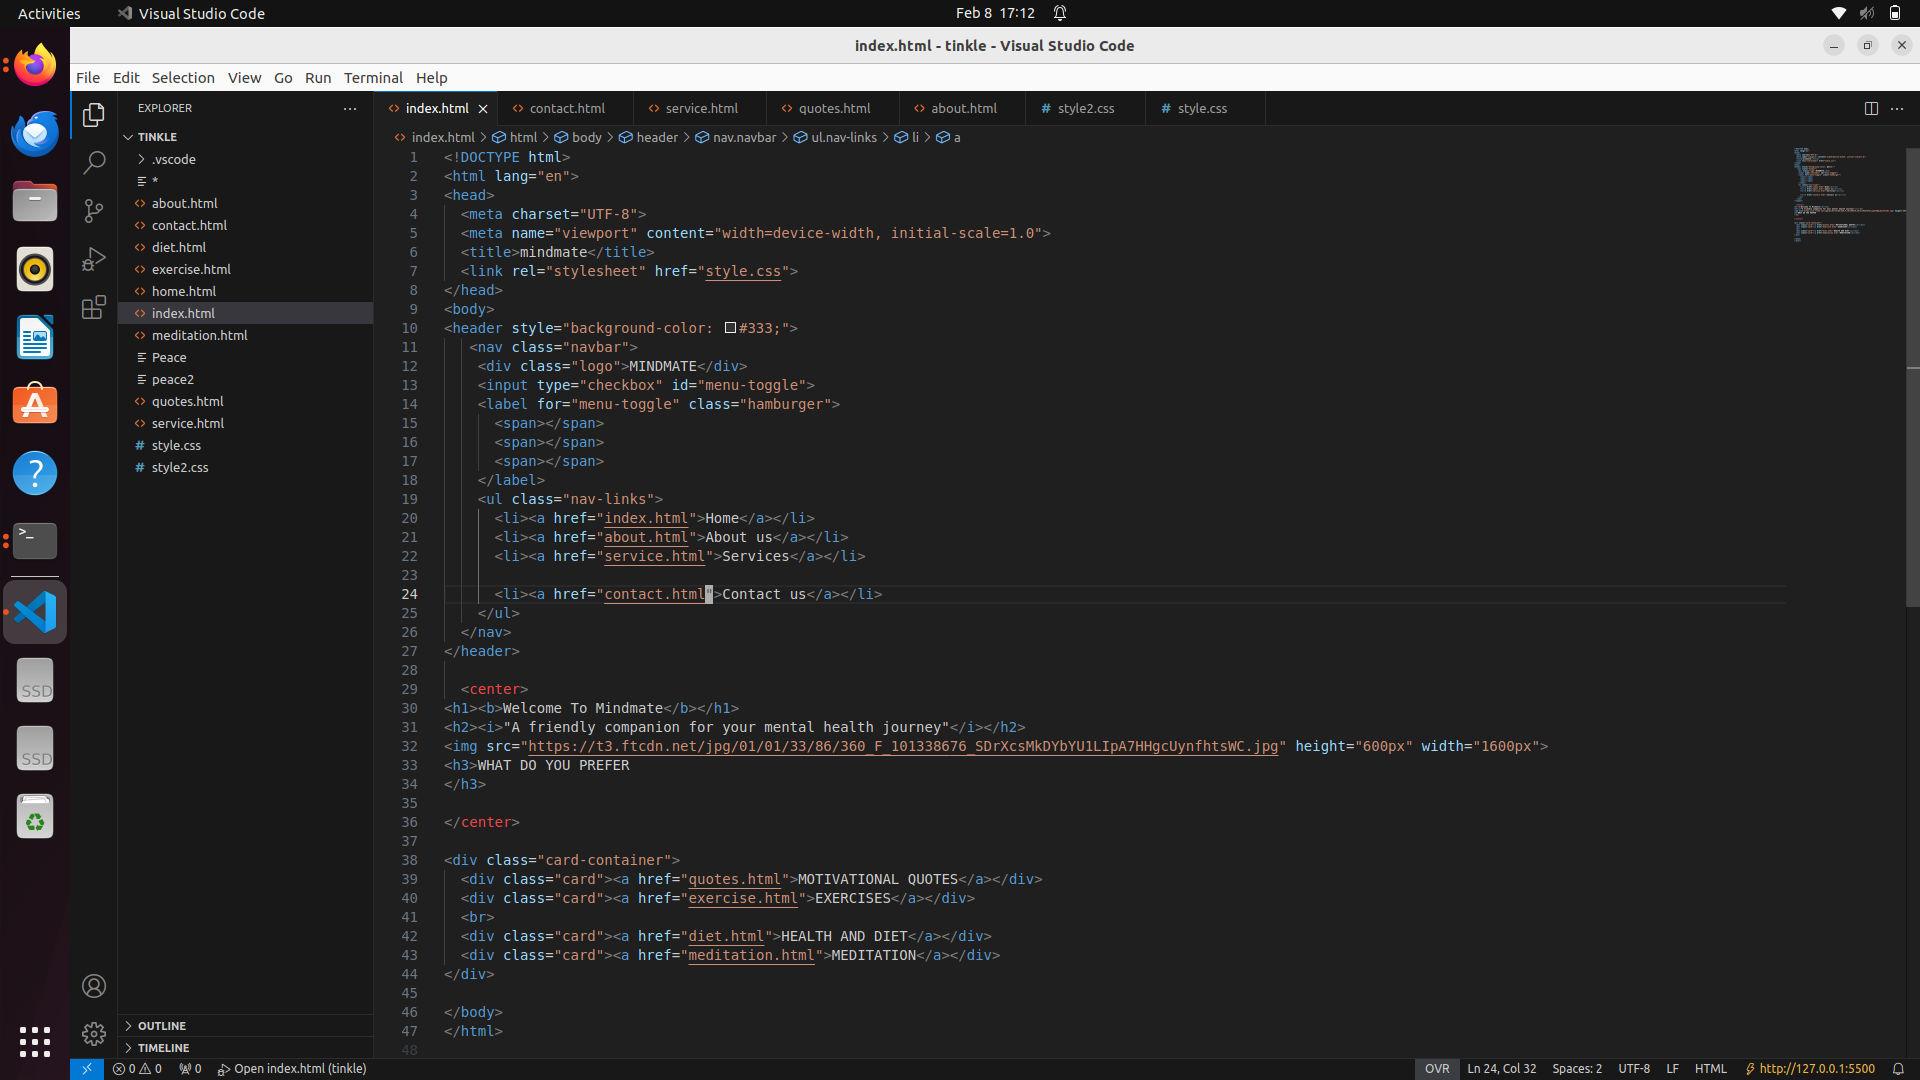 Activities
Visual Studio Code
Feb 8 17:12
index.html - tinkle - Visual Studio Code
File Edit Selection View Go Run Terminal Help
EXPLORER
TINKLE
.vscode
*
about.html
contact.html
diet.html
exercise.html
home.html
index.html
meditation.html
Peace
peace2
quotes.html
service.html
style.css
style2.css
OUTLINE
TIMELINE
index.html contact.html service.html quotes.html about.html style2.css style.css
index.html > html > body > header > nav.navbar > ul.nav-links > li > a
1 <!DOCTYPE html>
2 <html lang="en">
3 <head>
4 <meta charset="UTF-8">
5 <meta name="viewport" content="width=device-width, initial-scale=1.0">
6 <title>mindmate</title>
7 <link rel="stylesheet" href="style.css">
8 </head>
9 <body>
10 <header style="background-color: #333;">
11 <nav class="navbar">
12 <div class="logo">MINDMATE</div>
13 <input type="checkbox" id="menu-toggle">
14 <label for="menu-toggle" class="hamburger">
15 <span></span>
16 <span></span>
17 <span></span>
18 </label>
19 <ul class="nav-links">
20 <li><a href="index.html">Home</a></li>
21 <li><a href="about.html">About us</a></li>
22 <li><a href="service.html">Services</a></li>
23
24 <li><a href="contact.html">Contact us</a></li>
25 </ul>
26 </nav>
27 </header>
28
29 <center>
30 <h1><b>Welcome To Mindmate</b></h1>
31 <h2><i>"A friendly companion for your mental health journey"</i></h2>
32 <img src="https://t3.ftcdn.net/jpg/01/01/33/86/360_F_101338676_SDrXcsMkDYbYU1LIpA7HHgcUynfhtsWC.jpg" height="600px" width="1600px">
33 <h3>WHAT DO YOU PREFER
34 </h3>
35
36 </center>
37
38 <div class="card-container">
39 <div class="card"><a href="quotes.html">MOTIVATIONAL QUOTES</a></div>
40 <div class="card"><a href="exercise.html">EXERCISES</a></div>
41 <br>
42 <div class="card"><a href="diet.html">HEALTH AND DIET</a></div>
43 <div class="card"><a href="meditation.html">MEDITATION</a></div>
44 </div>
45
46 </body>
47 </html>
48
SSD
SSD
0 0 0 Open index.html (tinkle)
OVR Ln 24, Col 32 Spaces: 2 UTF-8 LF HTML http://127.0.0.1:5500